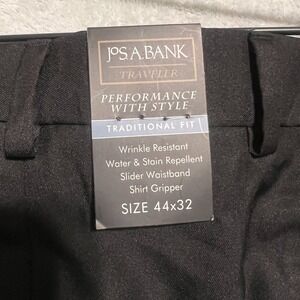 JOS. A. BANK
TRAVELER
PERFORMANCE
WITH STYLE
TRADITIONAL FIT
Wrinkle Resistant
Water & Stain Repellent
Slider Waistband
Shirt Gripper
SIZE 44x32